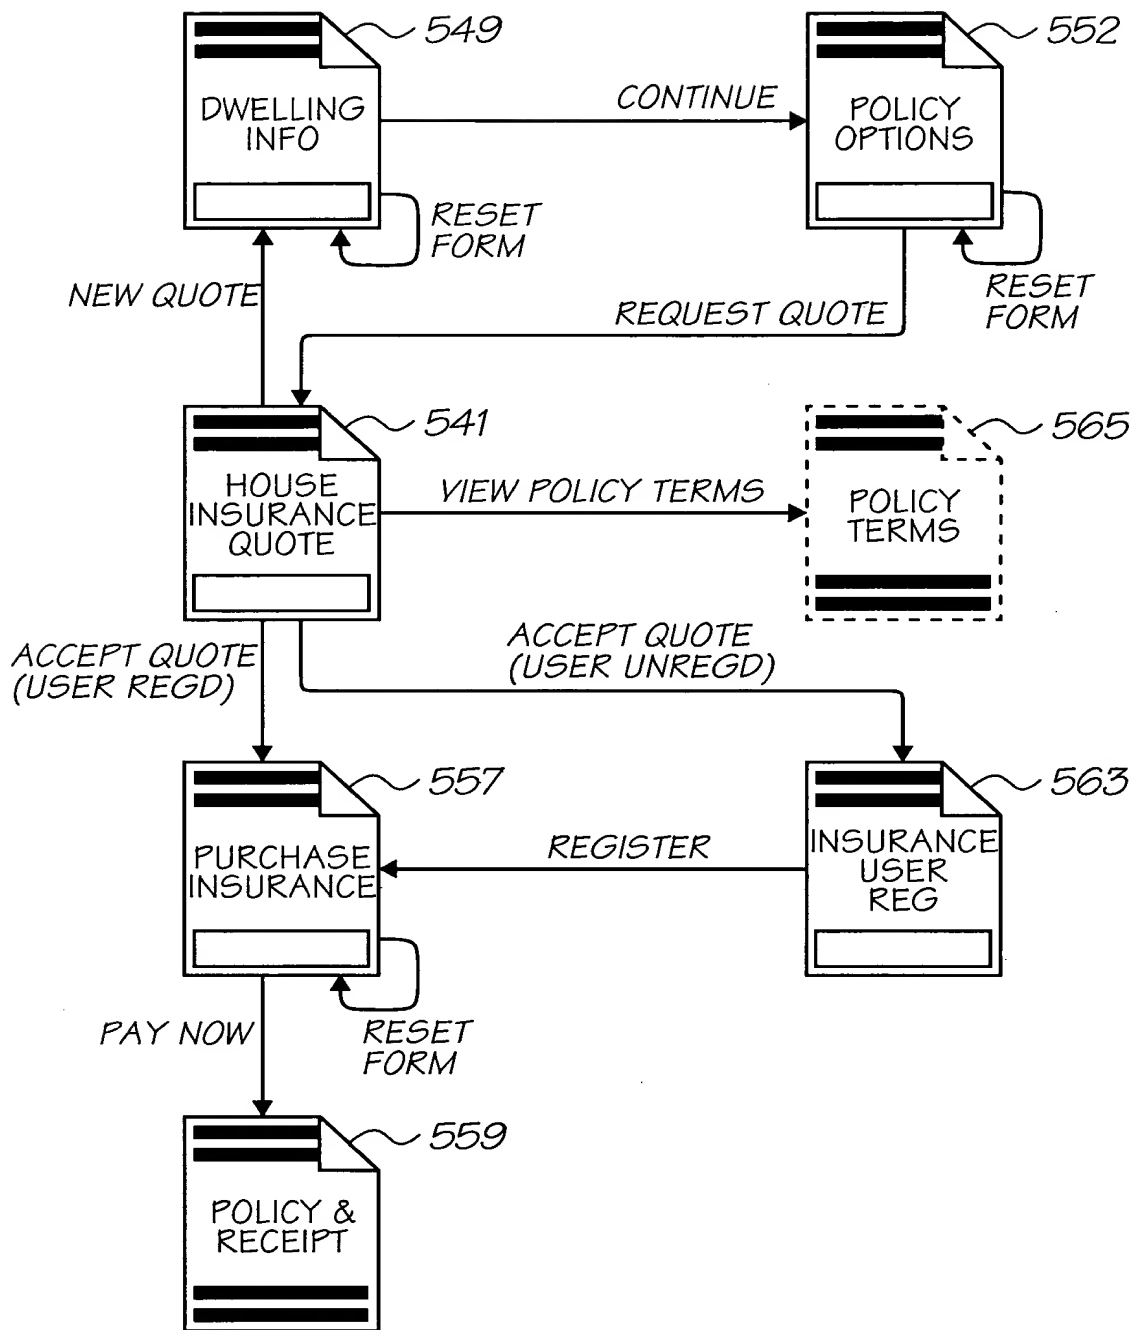 549
552
DWELLING
INFO
CONTINUE
POLICY
OPTIONS
RESET
FORM
RESET
FORM
NEW QUOTE
REQUEST QUOTE
541
565
HOUSE
INSURANCE
QUOTE
VIEW POLICY TERMS
POLICY
TERMS
ACCEPT QUOTE
(USER REGD)
ACCEPT QUOTE
(USER UNREGD)
557
563
PURCHASE
INSURANCE
REGISTER
INSURANCE
USER
REG
PAY NOW
RESET
FORM
559
POLICY &
RECEIPT